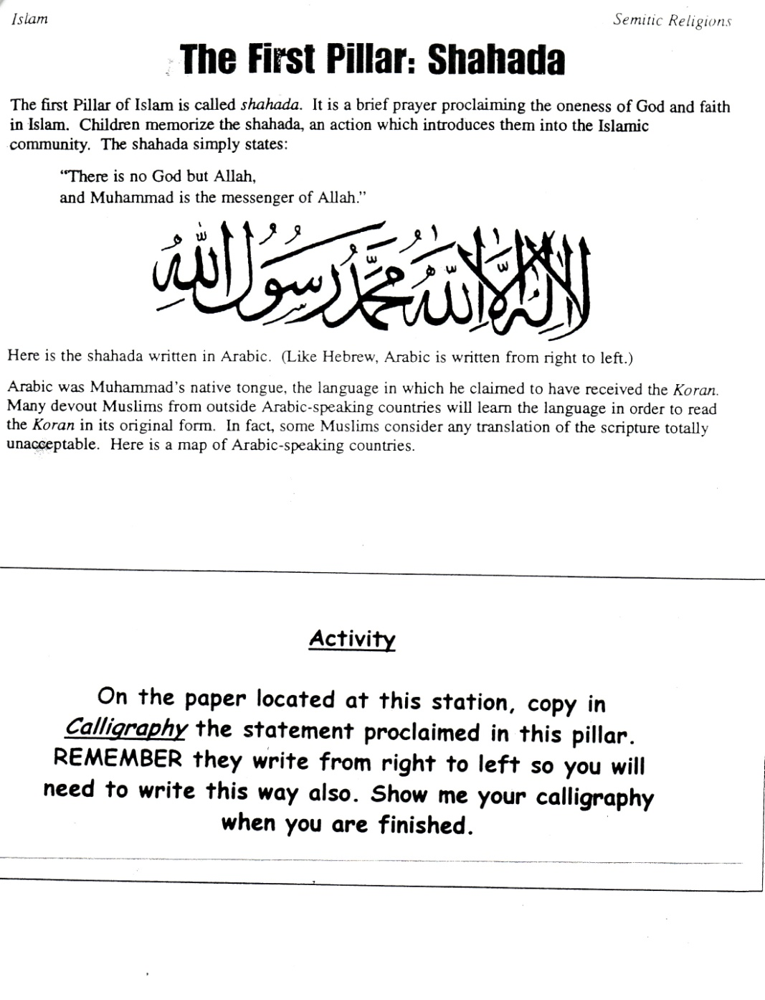 Islam
Semitic Religions
The First Pillar: Shahada
The first Pillar of Islam is called shahada. It is a brief prayer proclaiming the oneness of God and faith
in Islam. Children memorize the shahada, an action which introduces them into the Islamic
community. The shahada simply states:
“There is no God but Allah,
and Muhammad is the messenger of Allah.”
لا إله إلا الله محمد رسول الله
Here is the shahada written in Arabic. (Like Hebrew, Arabic is written from right to left.)
Arabic was Muhammad’s native tongue, the language in which he claimed to have received the Koran.
Many devout Muslims from outside Arabic-speaking countries will learn the language in order to read
the Koran in its original form. In fact, some Muslims consider any translation of the scripture totally
unacceptable. Here is a map of Arabic-speaking countries.
Activity
On the paper located at this station, copy in
Calligraphy the statement proclaimed in this pillar.
REMEMBER they write from right to left so you will
need to write this way also. Show me your calligraphy
when you are finished.